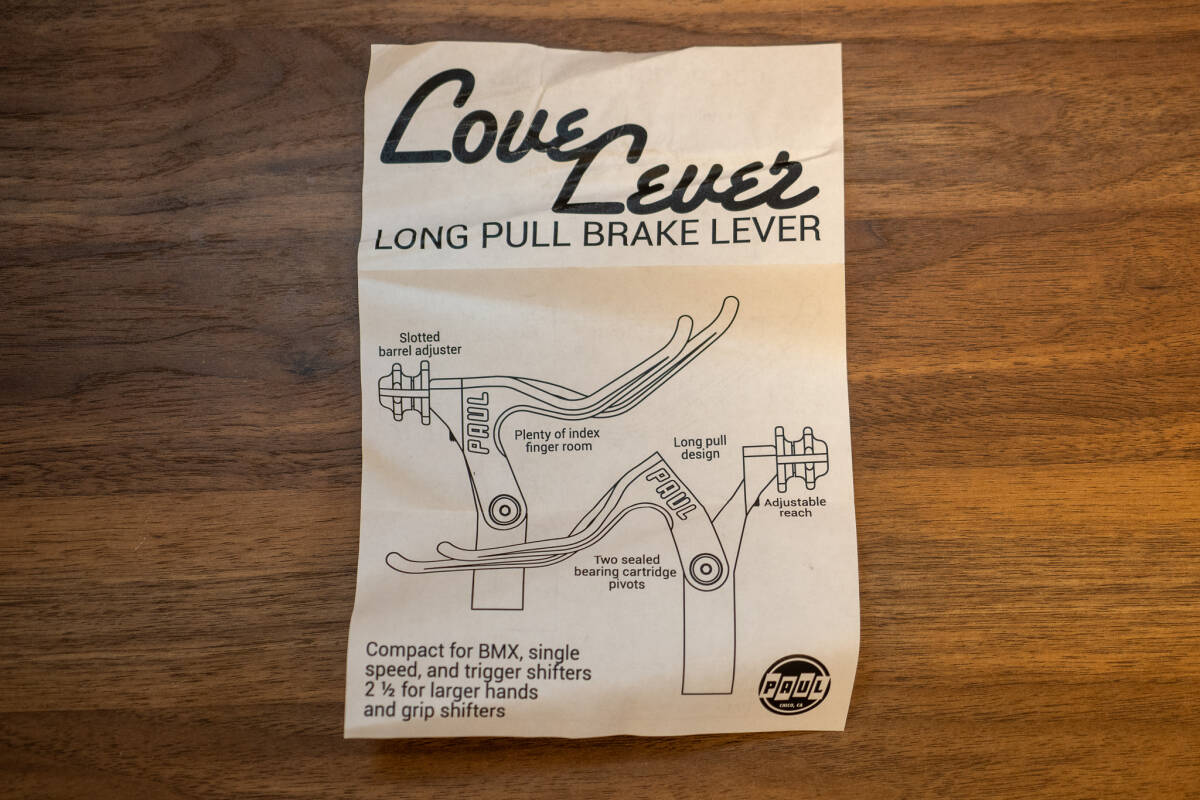 Love
Lever
LONG PULL BRAKE LEVER
Slotted
barrel adjuster
PAUL
Plenty of index
finger room
Long pull
design
PAUL
Adjustable
reach
Two sealed
bearing cartridge
pivots
Compact for BMX, single
speed, and trigger shifters
2 ½ for larger hands
and grip shifters
PAUL
CHICO, CA